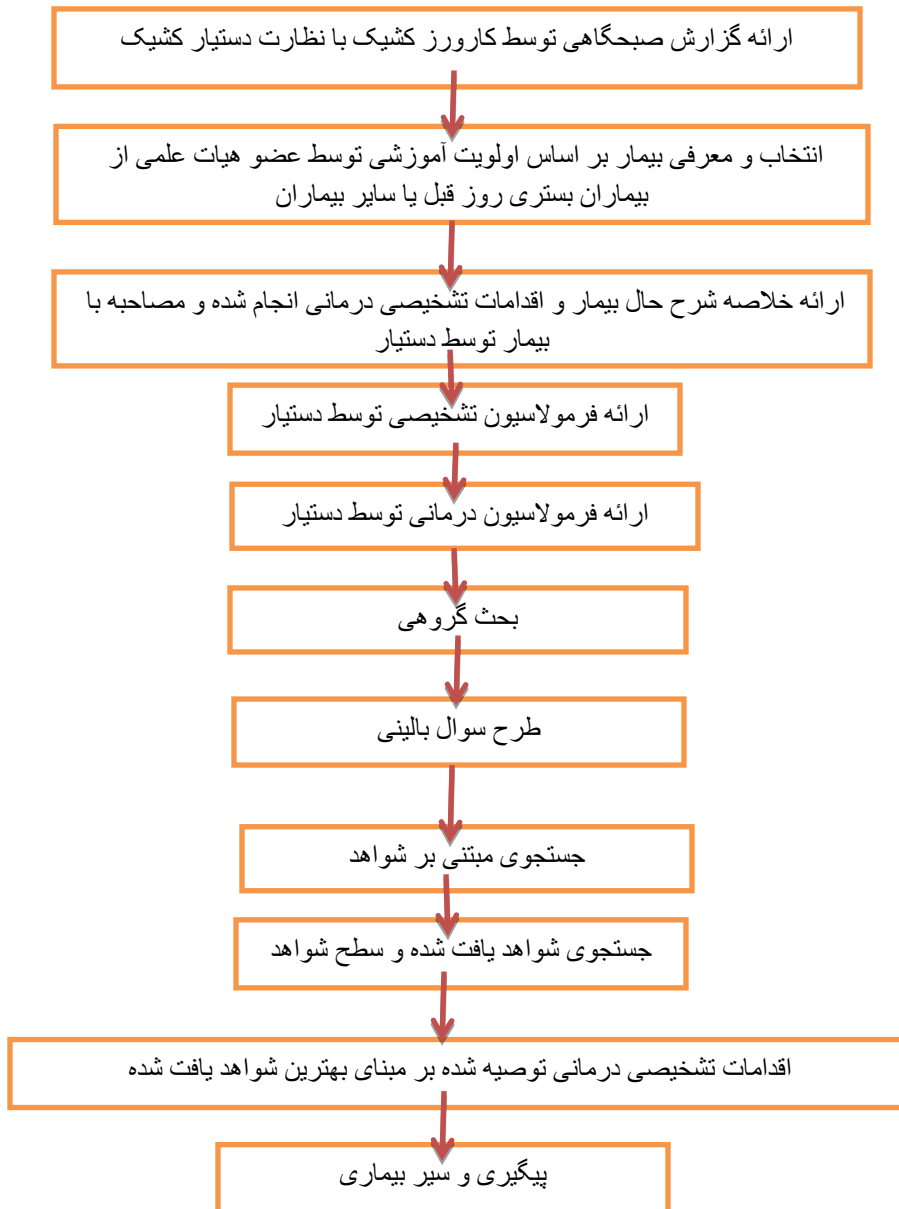 ارائه گزارش صبحگاهی توسط کارورز کشیک با نظارت دستیار کشیک
انتخاب و معرفی بیمار بر اساس اولویت آموزشی توسط عضو هیات علمی از
بیماران بستری روز قبل یا سایر بیماران
ارائه خلاصه شرح حال بیمار و اقدامات تشخیصی درمانی انجام شده و مصاحبه با
بیمار توسط دستیار
ارائه فرمولاسیون تشخیصی توسط دستیار
ارائه فرمولاسیون درمانی توسط دستیار
بحث گروهی
طرح سوال بالینی
جستجوی مبتنی بر شواهد
جستجوی شواهد یافت شده و سطح شواهد
اقدامات تشخیصی درمانی توصیه شده بر مبنای بهترین شواهد یافت شده
پیگیری و سیر بیماری